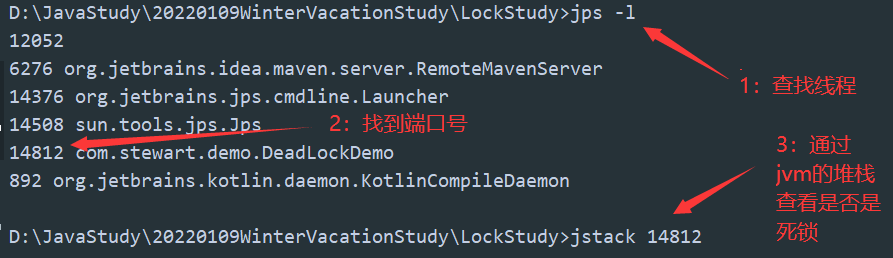 D:\JavaStudy\20220109WinterVacationStudy\LockStudy>jps -l
12052
6276 org.jetbrains.idea.maven.server.RemoteMavenServer
14376 org.jetbrains.jps.cmdline.Launcher
1：查找线程
14508 sun.tools.jps.Jps
2：找到端口号
14812 com.stewart.demo.DeadLockDemo
892 org.jetbrains.kotlin.daemon.KotlinCompileDaemon
3：通过
jvm的堆栈
查看是否是
死锁
D:\JavaStudy\20220109WinterVacationStudy\LockStudy>jstack 14812